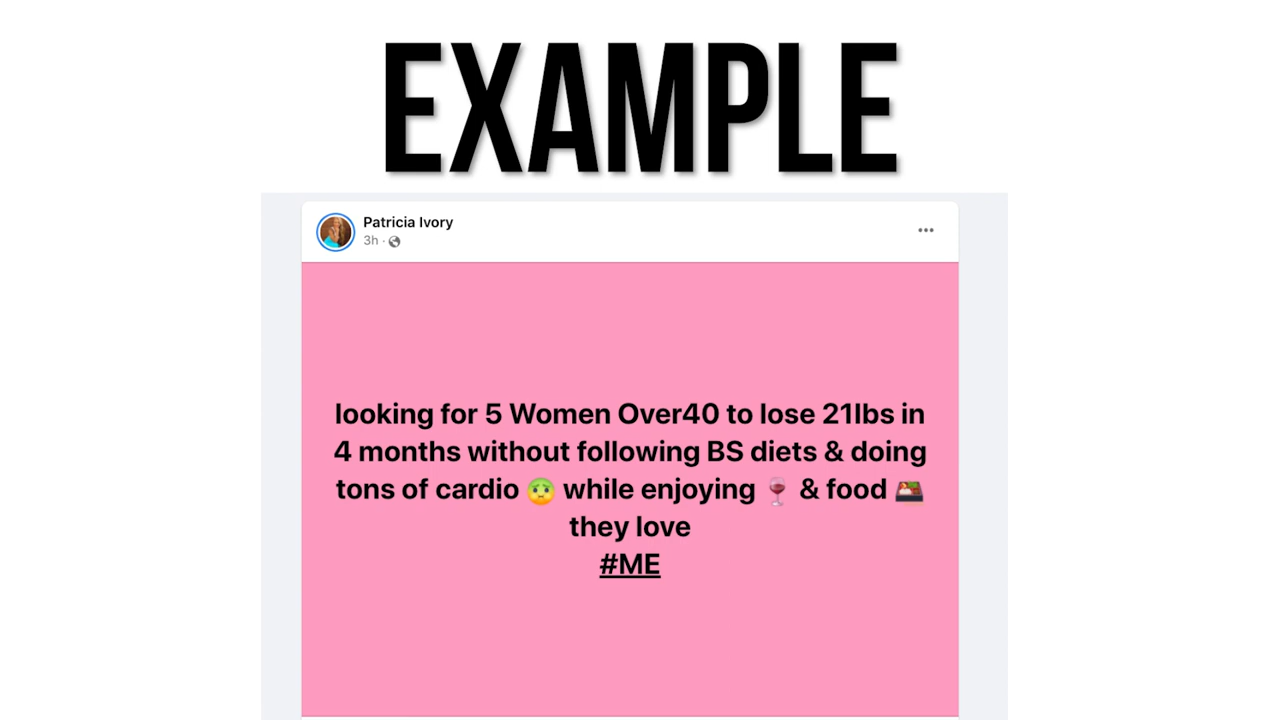 EXAMPLE
Patricia Ivory
3h ·
looking for 5 Women Over40 to lose 21lbs in
4 months without following BS diets & doing
tons of cardio 🤢 while enjoying 🍷 & food 🍱
they love
#ME